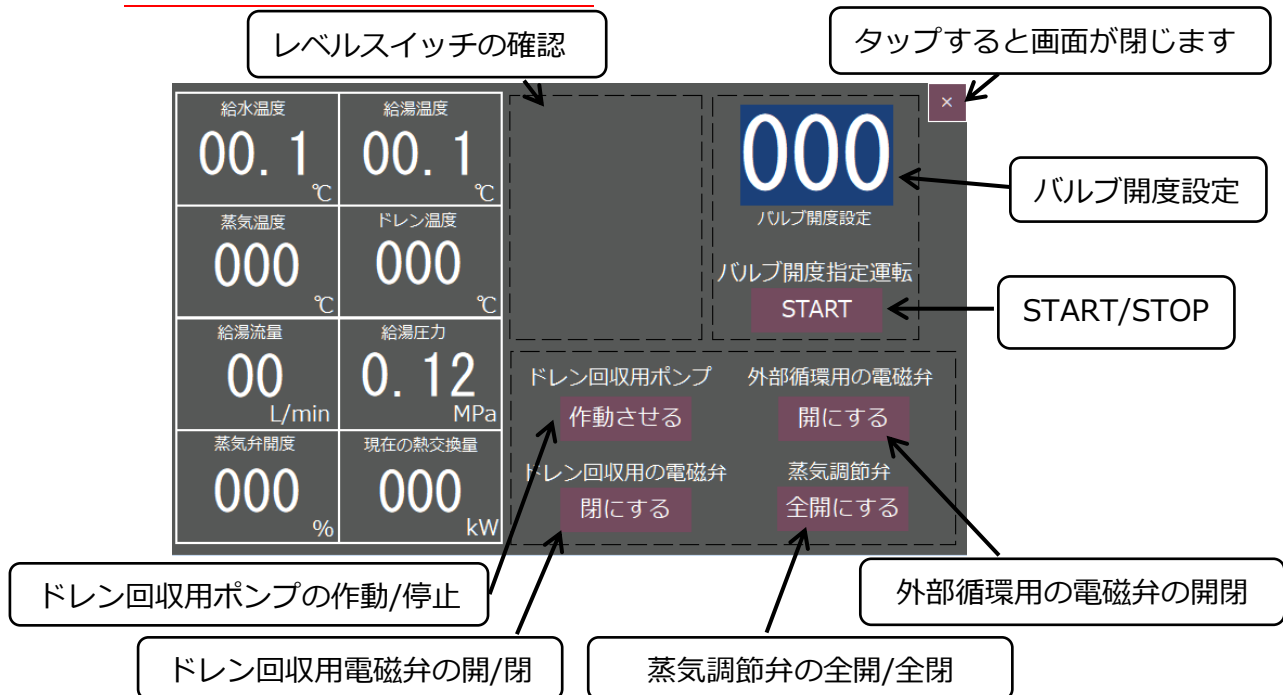 レベルスイッチの確認
タップすると画面が閉じます
×
給水温度
00.1
℃
給湯温度
00.1
℃
000
バルブ開度設定
バルブ開度設定
蒸気温度
000
℃
ドレン温度
000
℃
バルブ開度指定運転
START
START/STOP
給湯流量
00
L/min
給湯圧力
0.12
MPa
ドレン回収用ポンプ
作動させる
外部循環用の電磁弁
開にする
蒸気弁開度
000
%
現在の熱交換量
000
kW
ドレン回収用の電磁弁
閉にする
蒸気調節弁
全開にする
ドレン回収用ポンプの作動/停止
外部循環用の電磁弁の開閉
ドレン回収用電磁弁の開/閉
蒸気調節弁の全開/全閉